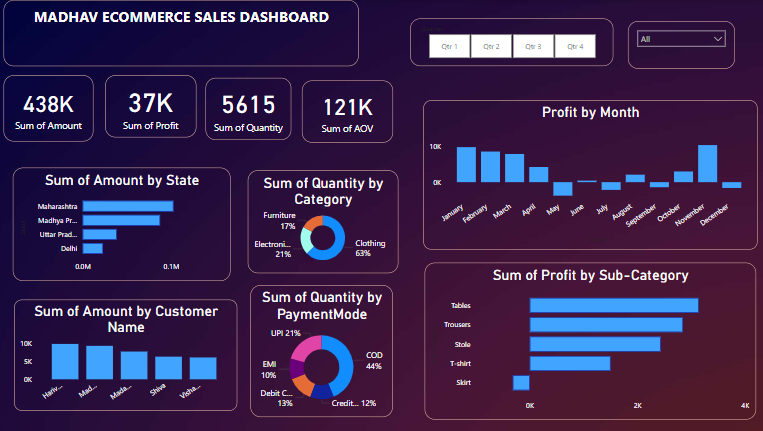 MADHAV ECOMMERCE SALES DASHBOARD
Qtr 1
Qtr 2
Qtr 3
Qtr 4
All
438K
Sum of Amount
37K
Sum of Profit
5615
Sum of Quantity
121K
Sum of AOV
Profit by Month
10K
0K
January
February
March
April
May
June
July
August
September
October
November
December
Sum of Amount by State
Maharashtra
Madhya Pr...
Uttar Prad...
Delhi
0.0M
0.1M
Sum of Quantity by
Category
Furniture
17%
Electroni...
21%
Clothing
63%
Sum of Profit by Sub-Category
Tables
Trousers
Stole
T-shirt
Skirt
0K
2K
4K
Sum of Amount by Customer
Name
10K
5K
0K
Hariv...
Mad...
Mada...
Shiva
Visha...
Sum of Quantity by
PaymentMode
UPI 21%
COD
44%
EMI
10%
Debit C...
13%
Credit... 12%